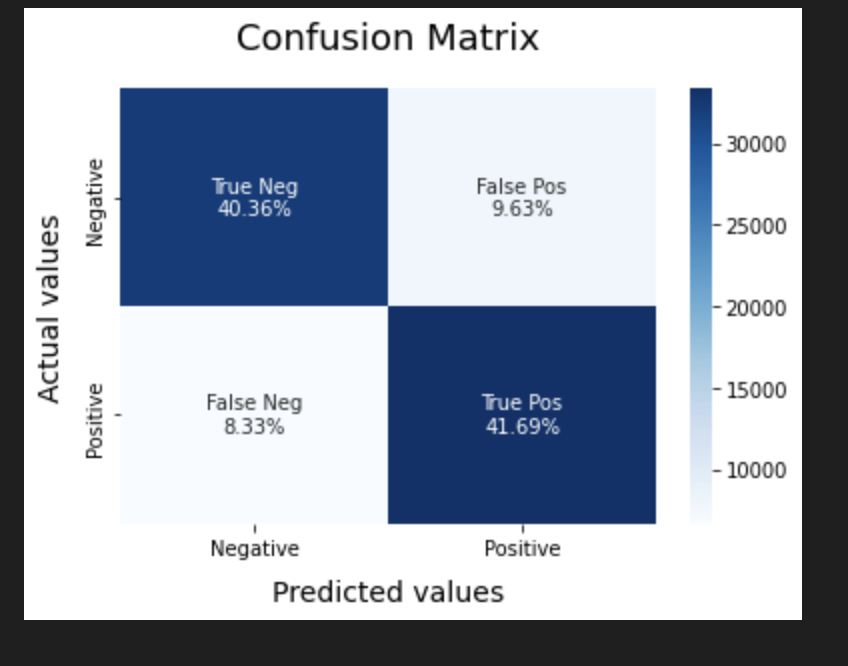 Confusion Matrix
Actual values
Negative
Positive
True Neg
40.36%
False Pos
9.63%
False Neg
8.33%
True Pos
41.69%
Negative
Positive
Predicted values
30000
25000
20000
15000
10000